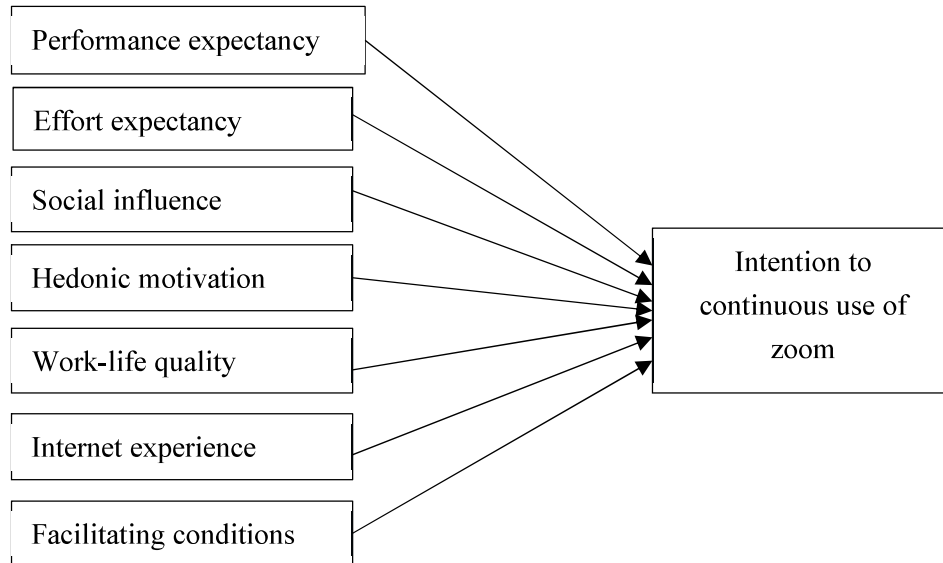 Performance expectancy
Effort expectancy
Social influence
Hedonic motivation
Work-life quality
Internet experience
Facilitating conditions
Intention to
continuous use of
zoom